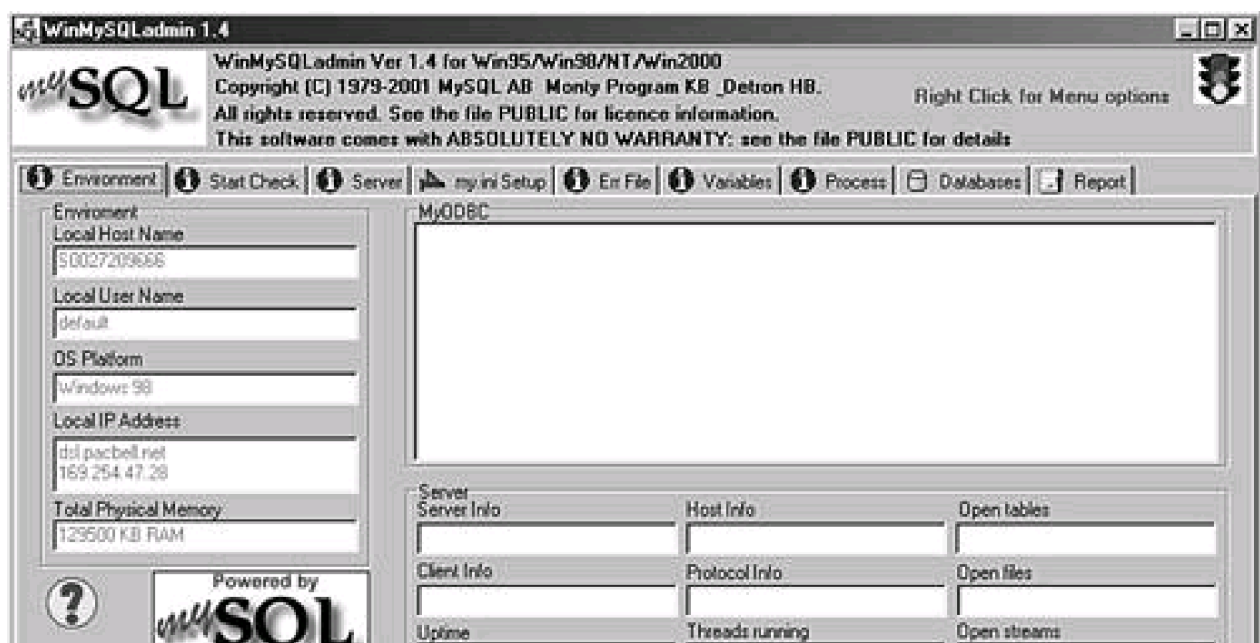 WinMySQLadmin 1.4
mySQL
WinMySQLadmin Ver 1.4 for Win95/Win98/NT/Win2000
Copyright (C) 1979-2001 MySQL AB Monty Program KB _Detron HB.
All rights reserved. See the file PUBLIC for licence information.
This software comes with ABSOLUTELY NO WARRANTY: see the file PUBLIC for details
Right Click for Menu options
Environment
Start Check
Server
my.ini Setup
Err File
Variables
Process
Databases
Report
Enviroment
Local Host Name
S0027209666
Local User Name
default
OS Platform
Windows 98
Local IP Address
dsl.pacbell.net
169.254.47.28
Total Physical Memory
129500 KB RAM
?
Powered by
mySQL
MyODBC
Server
Server Info
Host Info
Open tables
Client Info
Protocol Info
Open files
Uptime
Threads running
Open streams